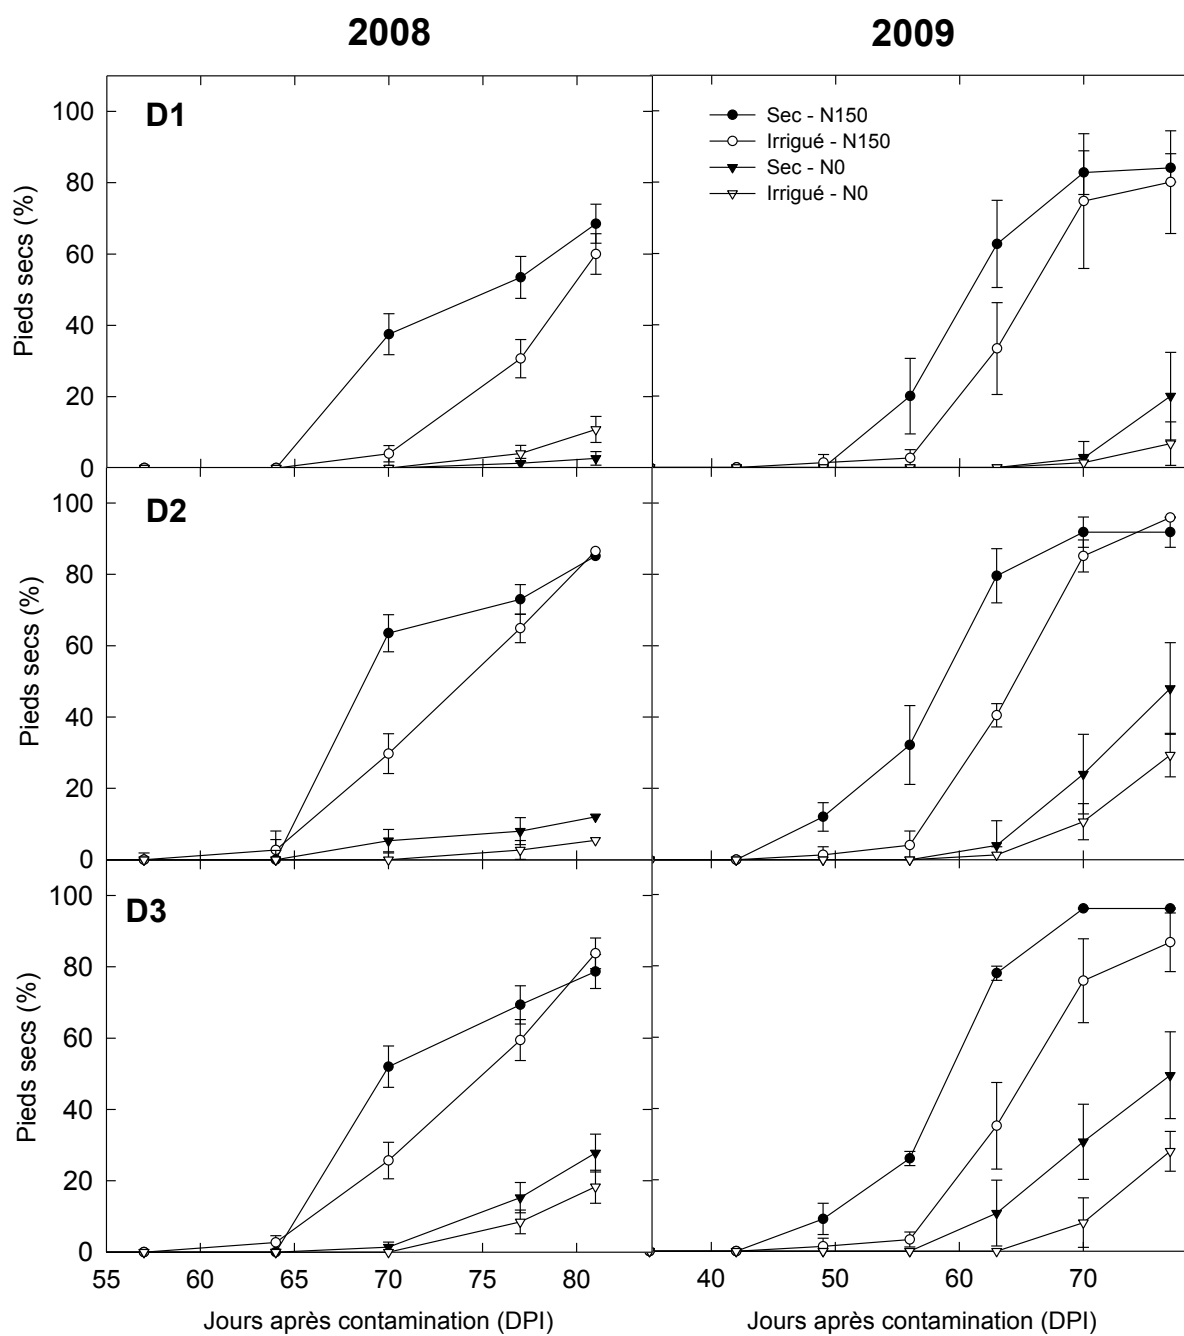 2008
2009
D1
Sec - N150
Irrigué - N150
Sec - N0
Irrigué - N0
Pieds secs (%)
100
80
60
40
20
0
D2
Pieds secs (%)
100
80
60
40
20
0
D3
Pieds secs (%)
100
80
60
40
20
0
55 60 65 70 75 80
40 50 60 70
Jours après contamination (DPI)
Jours après contamination (DPI)